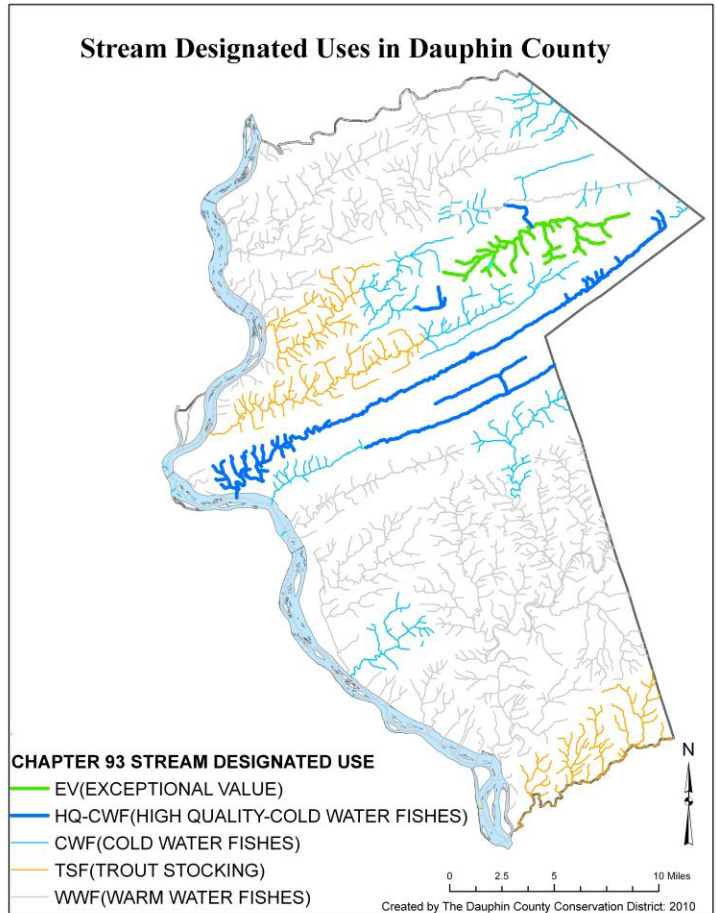 Stream Designated Uses in Dauphin County
CHAPTER 93 STREAM DESIGNATED USE
EV(EXCEPTIONAL VALUE)
HQ-CWF(HIGH QUALITY-COLD WATER FISHES)
CWF(COLD WATER FISHES)
TSF(TROUT STOCKING)
WWF(WARM WATER FISHES)
N
0 2.5 5 10 Miles
Created by The Dauphin County Conservation District: 2010